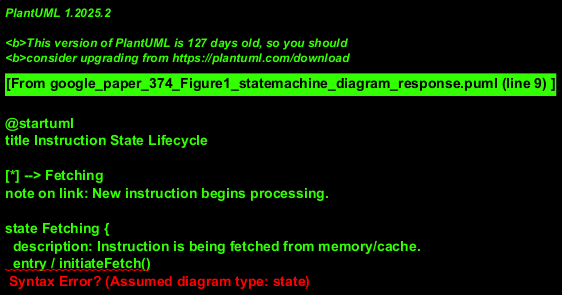 PlantUML 1.2025.2
<b>This version of PlantUML is 127 days old, so you should
<b>consider upgrading from https://plantuml.com/download
[From google_paper_374_Figure1_statemachine_diagram_response.puml (line 9) ]
@startuml
title Instruction State Lifecycle
[*] --> Fetching
note on link: New instruction begins processing.
state Fetching {
description: Instruction is being fetched from memory/cache.
entry / initiateFetch()
Syntax Error? (Assumed diagram type: state)